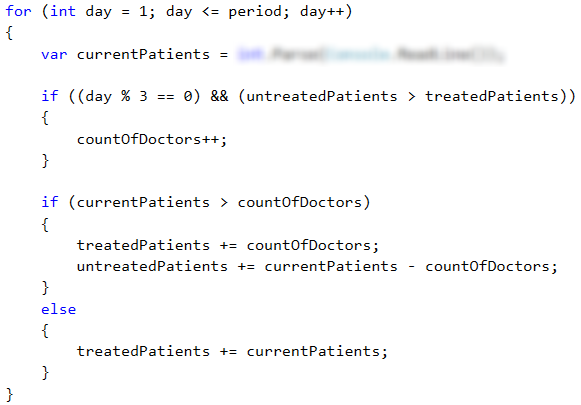 for (int day = 1; day <= period; day++)
{
    var currentPatients =
    if ((day % 3 == 0) && (untreatedPatients > treatedPatients))
    {
        countOfDoctors++;
    }
    if (currentPatients > countOfDoctors)
    {
        treatedPatients += countOfDoctors;
        untreatedPatients += currentPatients - countOfDoctors;
    }
    else
    {
        treatedPatients += currentPatients;
    }
}